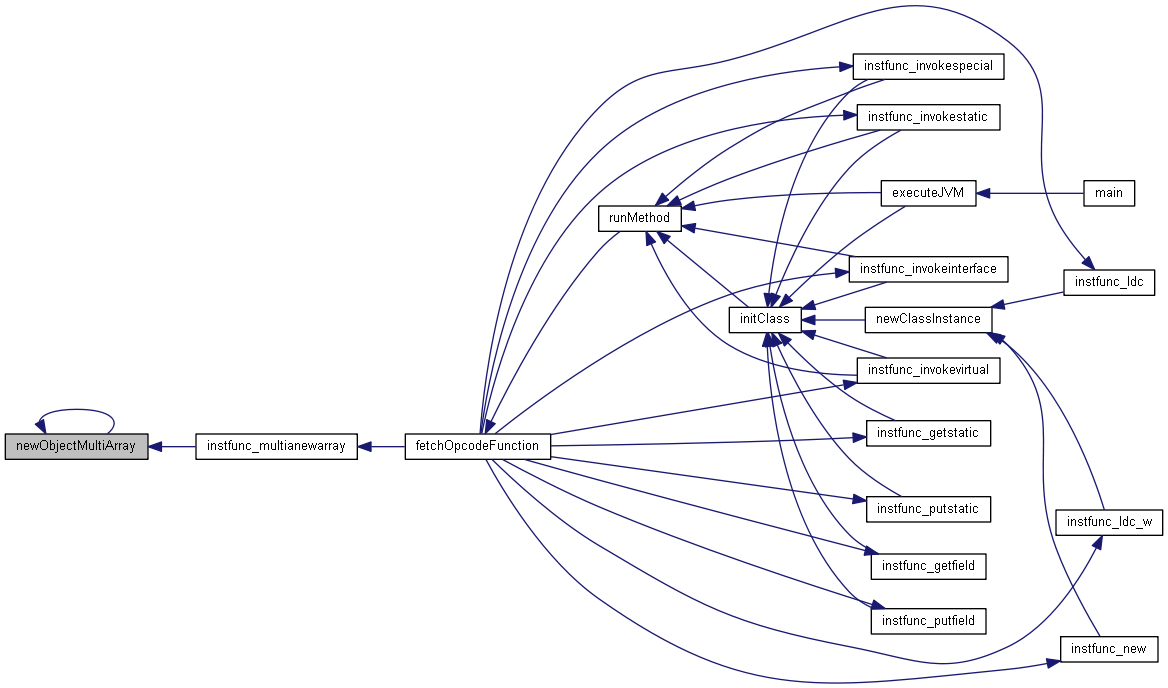 instfunc_invokespecial
instfunc_invokestatic
executeJVM
main
runMethod
instfunc_invokeinterface
instfunc_ldc
initClass
newClassInstance
instfunc_invokevirtual
newObjectMultiArray
instfunc_multianewarray
fetchOpcodeFunction
instfunc_getstatic
instfunc_putstatic
instfunc_ldc_w
instfunc_getfield
instfunc_putfield
instfunc_new